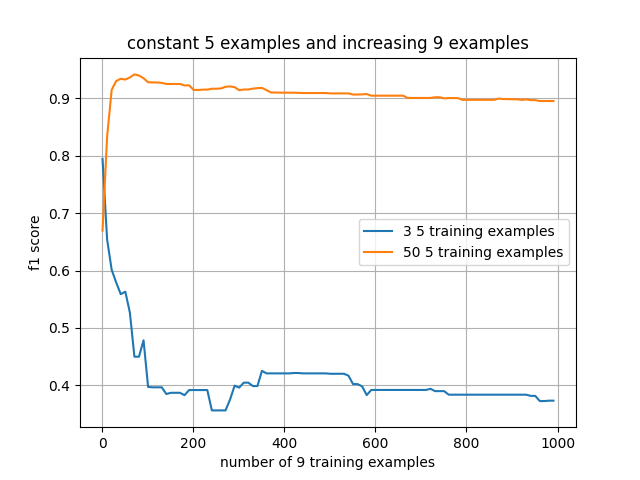 constant 5 examples and increasing 9 examples
0.9
0.8
0.7
0.6
0.5
0.4
f1 score
3 5 training examples
50 5 training examples
0 200 400 600 800 1000
number of 9 training examples